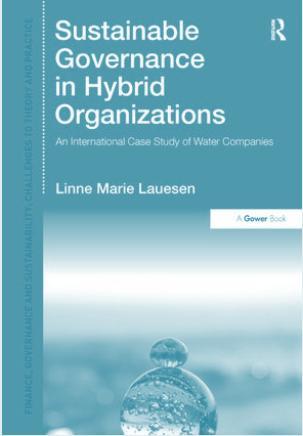 Sustainable
Governance
in Hybrid
Organizations
An International Case Study of Water Companies
Linne Marie Lauesen
A Gower Book
FINANCE, GOVERNANCE AND SUSTAINABILITY: CHALLENGES TO THEORY AND PRACTICE
R
Routledge